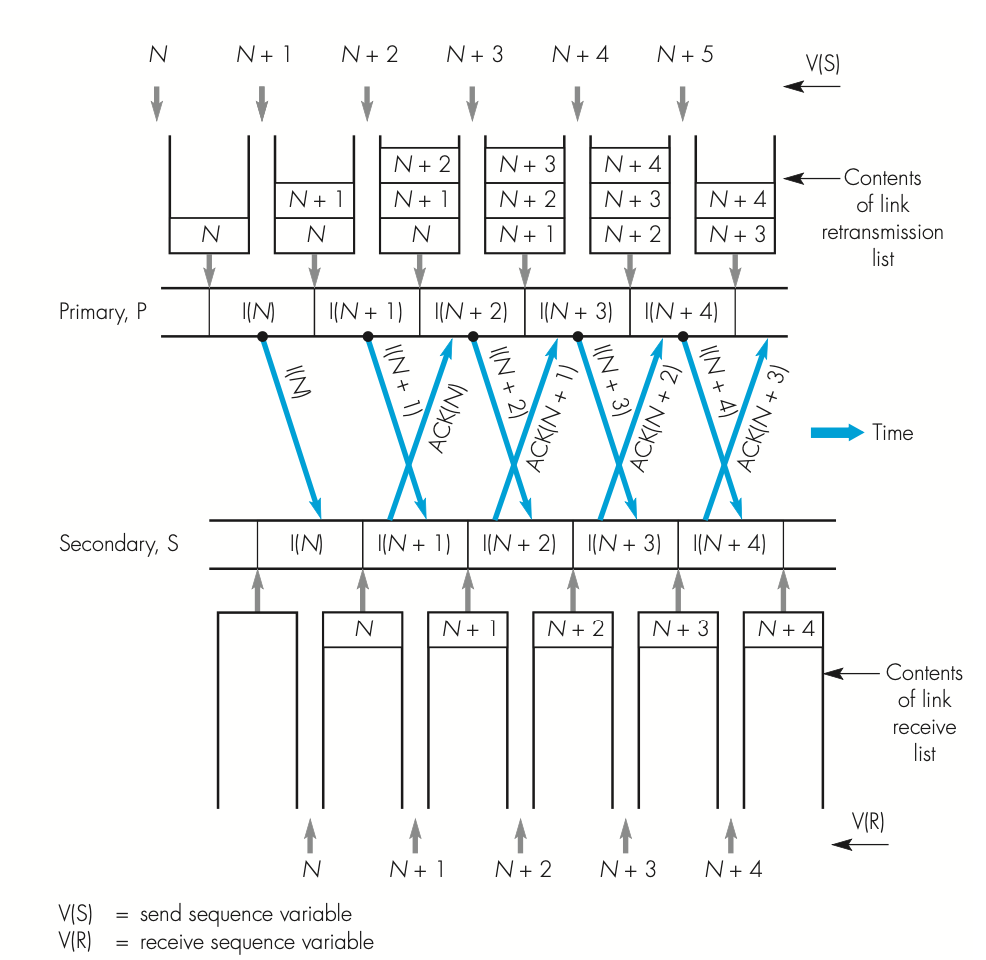 N N + 1 N + 2 N + 3 N + 4 N + 5 V(S)
N + 2 N + 3 N + 4
N + 1 N + 1 N + 2 N + 3 N + 4
N N N N + 1 N + 2 N + 3
Contents
of link
retransmission
list
Primary, P I(N) I(N + 1) I(N + 2) I(N + 3) I(N + 4)
I(N) I(N + 1) ACK(N) I(N + 2) ACK(N + 1) I(N + 3) ACK(N + 2) I(N + 4) ACK(N + 3)
Time
Secondary, S I(N) I(N + 1) I(N + 2) I(N + 3) I(N + 4)
N N + 1 N + 2 N + 3 N + 4
Contents
of link
receive
list
V(R)
N N + 1 N + 2 N + 3 N + 4
V(S) = send sequence variable
V(R) = receive sequence variable